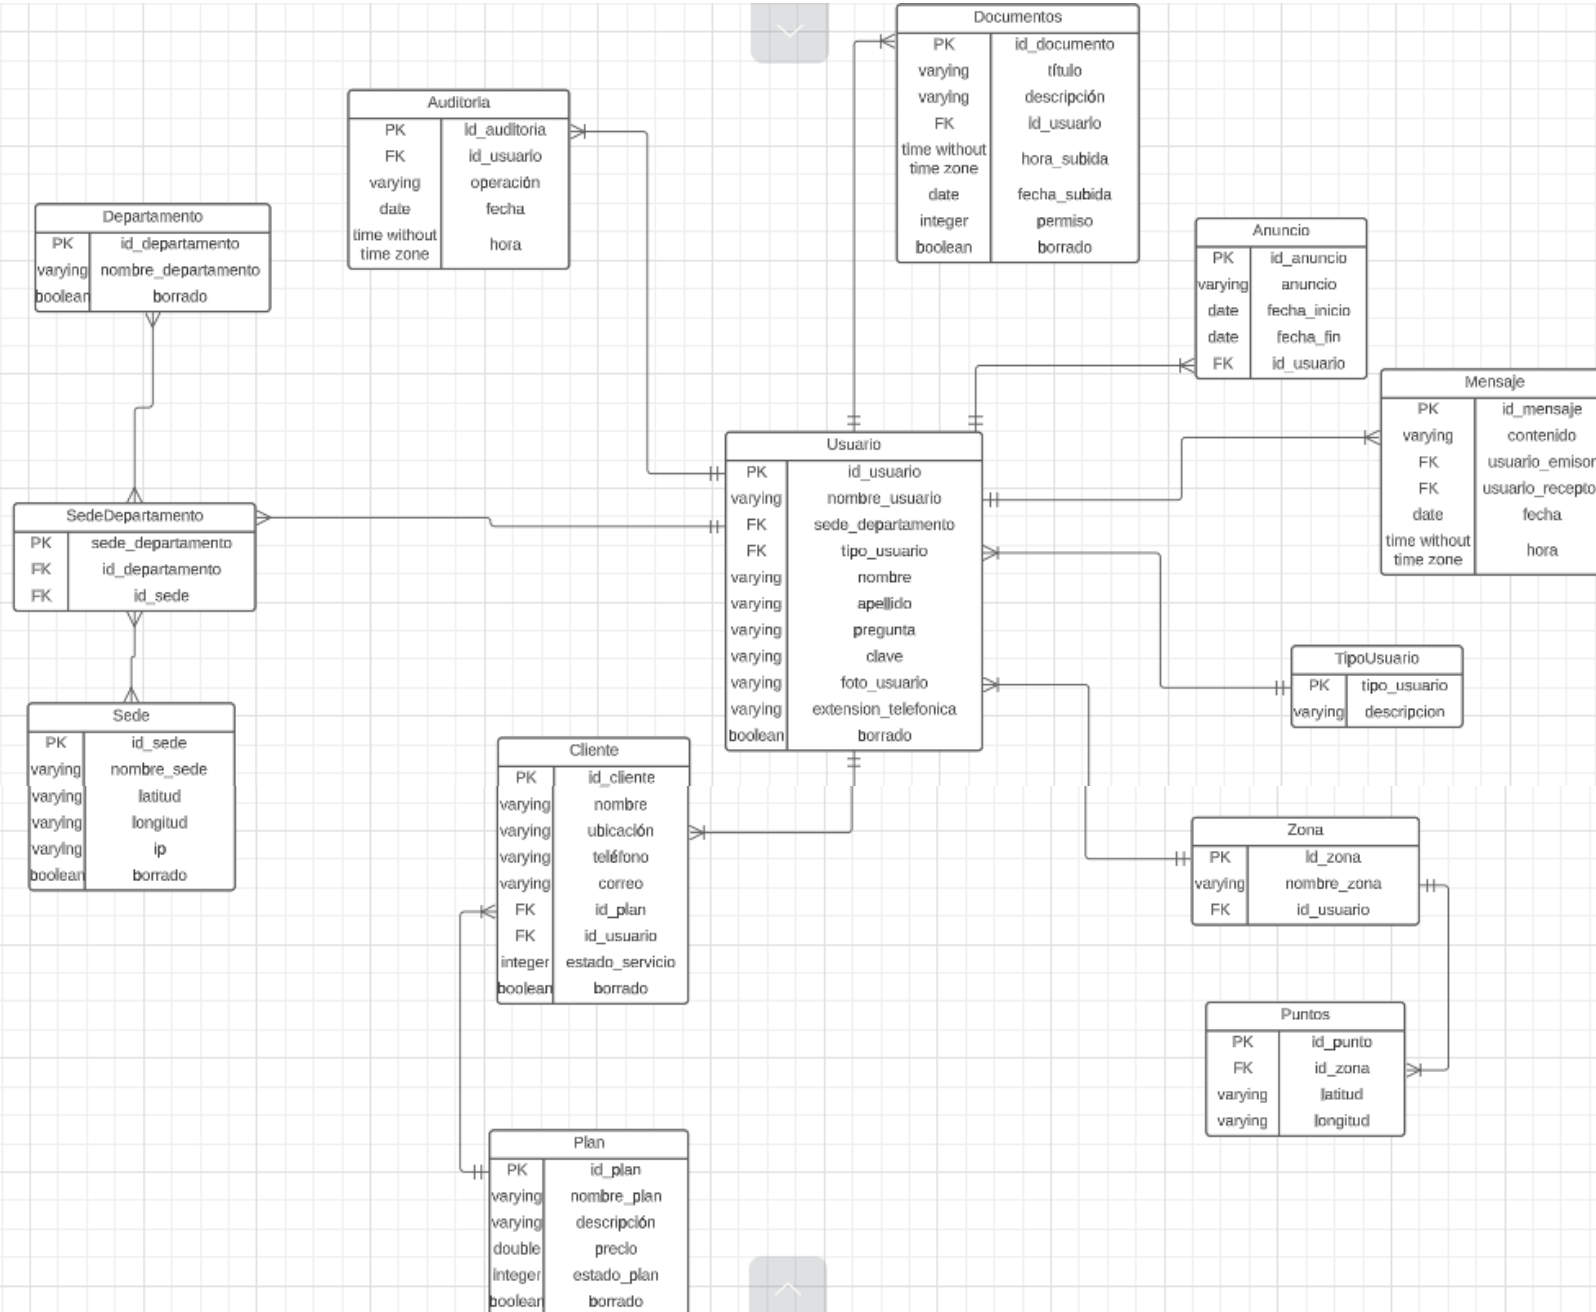 Documentos
PK id_documento
varying título
varying descripción
FK id_usuario
time without time zone hora_subida
date fecha_subida
integer permiso
boolean borrado
Auditoria
PK id_auditoria
FK id_usuario
varying operación
date fecha
time without time zone hora
Departamento
PK id_departamento
varying nombre_departamento
boolean borrado
Anuncio
PK id_anuncio
varying anuncio
date fecha_inicio
date fecha_fin
FK id_usuario
Mensaje
PK id_mensaje
varying contenido
FK usuario_emisor
FK usuario_recepto
date fecha
time without time zone hora
Usuario
PK id_usuario
varying nombre_usuario
FK sede_departamento
FK tipo_usuario
varying nombre
varying apellido
varying pregunta
varying clave
varying foto_usuario
varying extension_telefonica
boolean borrado
SedeDepartamento
PK sede_departamento
FK id_departamento
FK id_sede
TipoUsuario
PK tipo_usuario
varying descripcion
Sede
PK id_sede
varying nombre_sede
varying latitud
varying longitud
varying ip
boolean borrado
Cliente
PK id_cliente
varying nombre
varying ubicación
varying teléfono
varying correo
FK id_plan
FK id_usuario
integer estado_servicio
boolean borrado
Zona
PK id_zona
varying nombre_zona
FK id_usuario
Puntos
PK id_punto
FK id_zona
varying latitud
varying longitud
Plan
PK id_plan
varying nombre_plan
varying descripción
double precio
integer estado_plan
boolean borrado